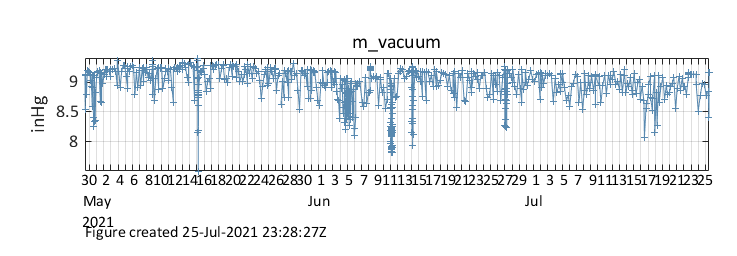 m_vacuum
inHg
9
8.5
8
30 2 4 6 8 10 12 14 16 18 20 22 24 26 28 30 1 3 5 7 9 11 13 15 17 19 21 23 25 27 29 1 3 5 7 9 11 13 15 17 19 21 23 25
May Jun Jul
2021
Figure created 25-Jul-2021 23:28:27Z